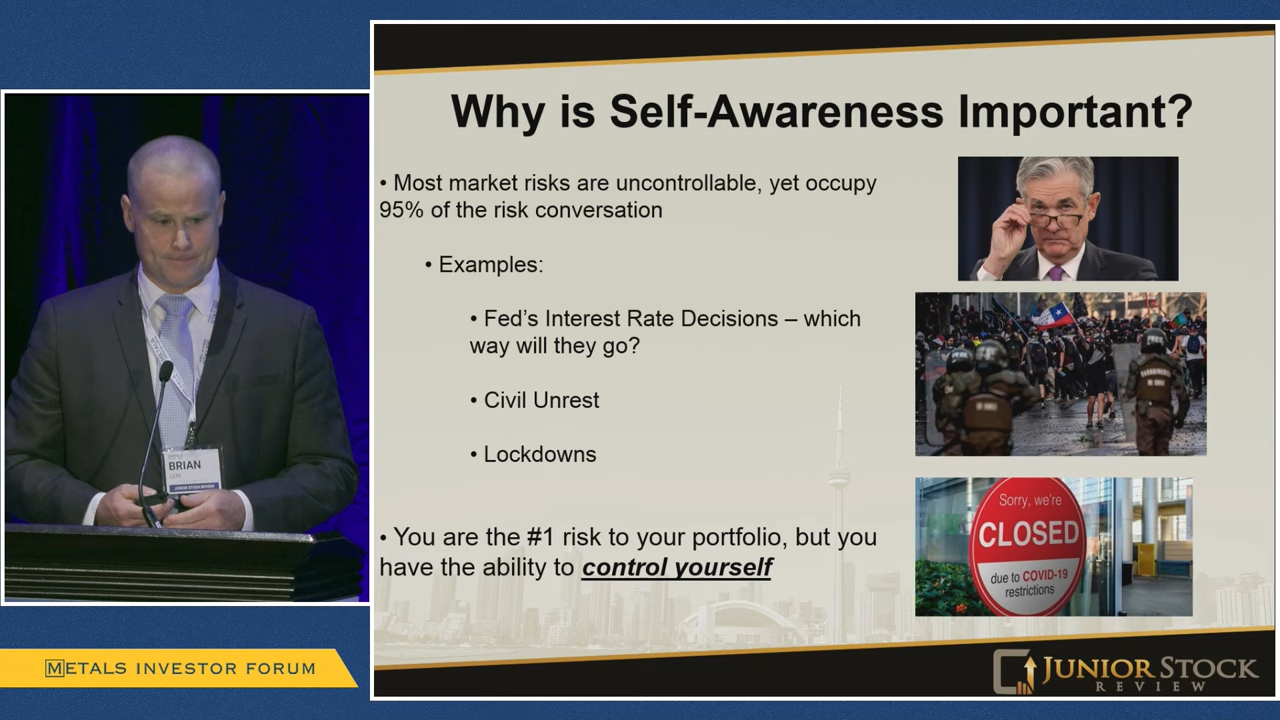 Why is Self-Awareness Important?
• Most market risks are uncontrollable, yet occupy
95% of the risk conversation
• Examples:
• Fed’s Interest Rate Decisions – which
way will they go?
• Civil Unrest
• Lockdowns
• You are the #1 risk to your portfolio, but you
have the ability to control yourself
Sorry, we're
CLOSED
due to COVID-19
restrictions
BRIAN
JUNIOR STOCK REVIEW
METALS INVESTOR FORUM
JUNIOR STOCK
REVIEW